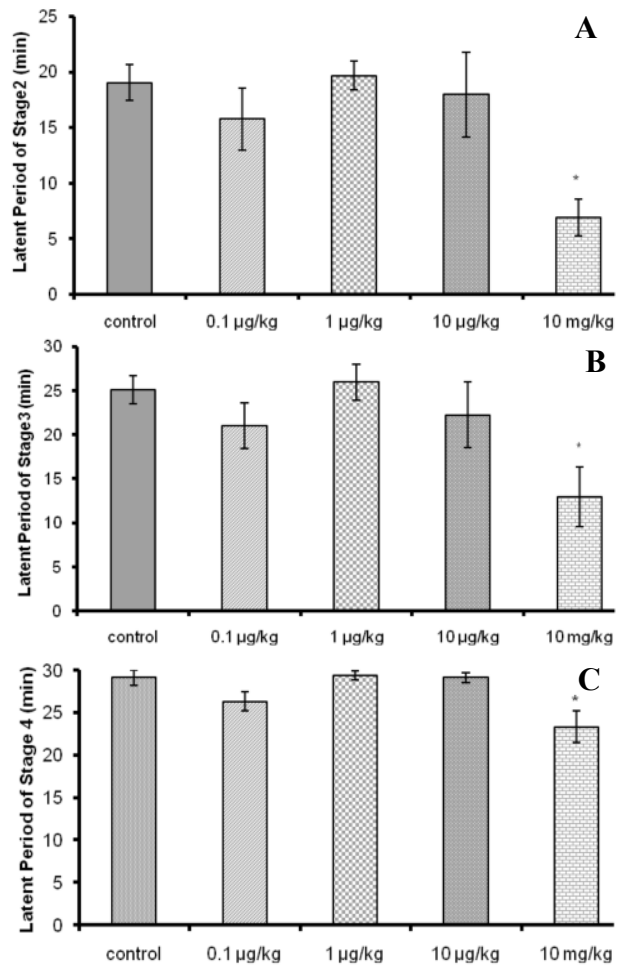 A
Latent Period of Stage2 (min)
25
20
15
10
5
0
*
control 0.1 µg/kg 1 µg/kg 10 µg/kg 10 mg/kg
B
Latent Period of Stage3 (min)
30
25
20
15
10
5
0
*
control 0.1 µg/kg 1 µg/kg 10 µg/kg 10 mg/kg
C
Latent Period of Stage 4 (min)
30
25
20
15
10
5
0
*
control 0.1 µg/kg 1 µg/kg 10 µg/kg 10 mg/kg